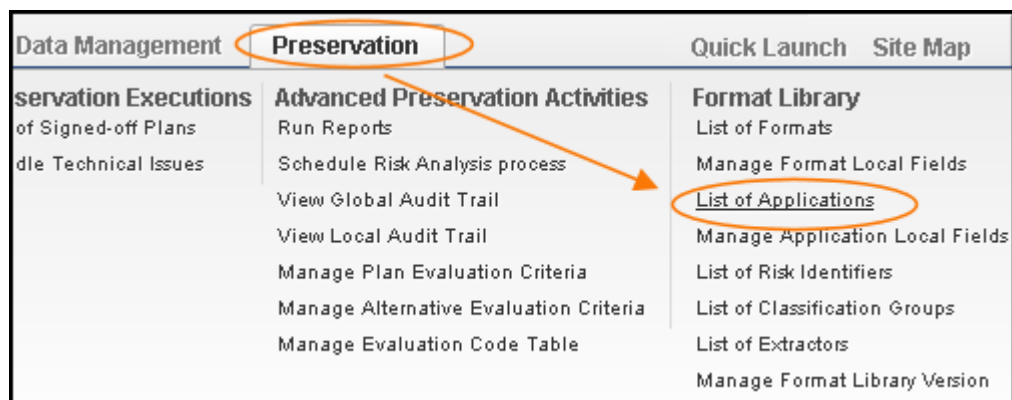 Data Management Preservation Quick Launch Site Map
servation Executions
of Signed-off Plans
dle Technical Issues
Advanced Preservation Activities
Run Reports
Schedule Risk Analysis process
View Global Audit Trail
View Local Audit Trail
Manage Plan Evaluation Criteria
Manage Alternative Evaluation Criteria
Manage Evaluation Code Table
Format Library
List of Formats
Manage Format Local Fields
List of Applications
Manage Application Local Fields
List of Risk Identifiers
List of Classification Groups
List of Extractors
Manage Format Library Version